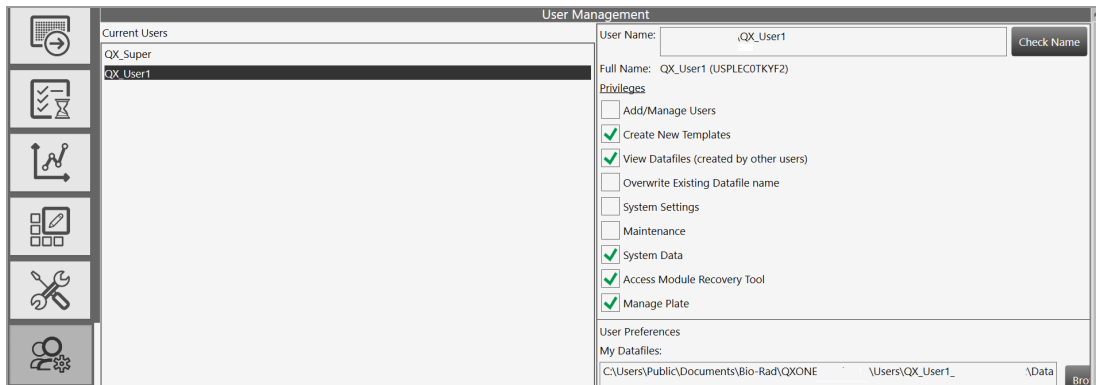 User Management
Current Users
QX_Super
QX_User1
User Name:
\QX_User1
Check Name
Full Name: QX_User1 (USPLEC0TKYF2)
Privileges
Add/Manage Users
Create New Templates
View Datafiles (created by other users)
Overwrite Existing Datafile name
System Settings
Maintenance
System Data
Access Module Recovery Tool
Manage Plate
User Preferences
My Datafiles:
C:\Users\Public\Documents\Bio-Rad\QXONE \Users\QX_User1_ \Data